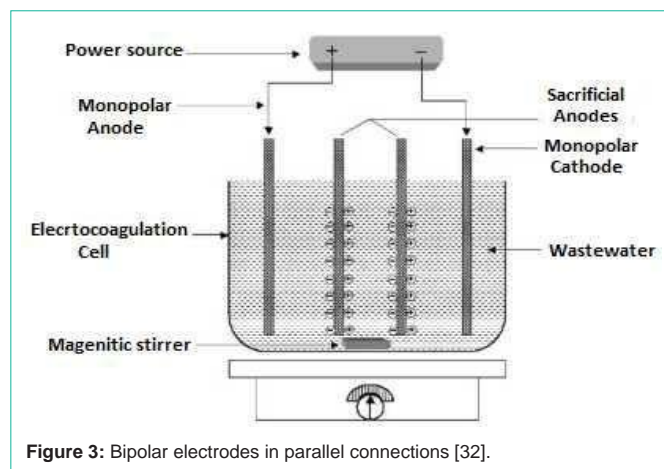 Power source
+
−
Monopolar
Anode
Sacrificial
Anodes
Monopolar
Cathode
Elecrtocoagulation
Cell
Wastewater
Magenitic stirrer
Figure 3: Bipolar electrodes in parallel connections [32].